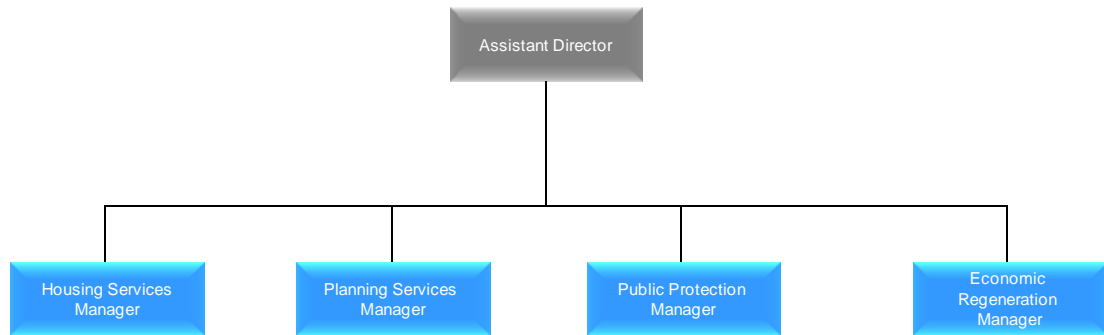 Assistant Director
Housing Services
Manager
Planning Services
Manager
Public Protection
Manager
Economic
Regeneration
Manager